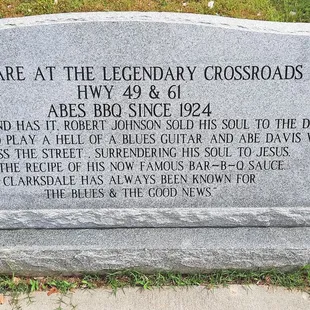 ARE AT THE LEGENDARY CROSSROADS
HWY 49 & 61
ABES BBQ SINCE 1924
ND HAS IT, ROBERT JOHNSON SOLD HIS SOUL TO THE D
PLAY A HELL OF A BLUES GUITAR AND ABE DAVIS W
SS THE STREET, SURRENDERING HIS SOUL TO JESUS.
THE RECIPE OF HIS NOW FAMOUS BAR-B-Q SAUCE.
CLARKSDALE HAS ALWAYS BEEN KNOWN FOR
"THE BLUES & THE GOOD NEWS"